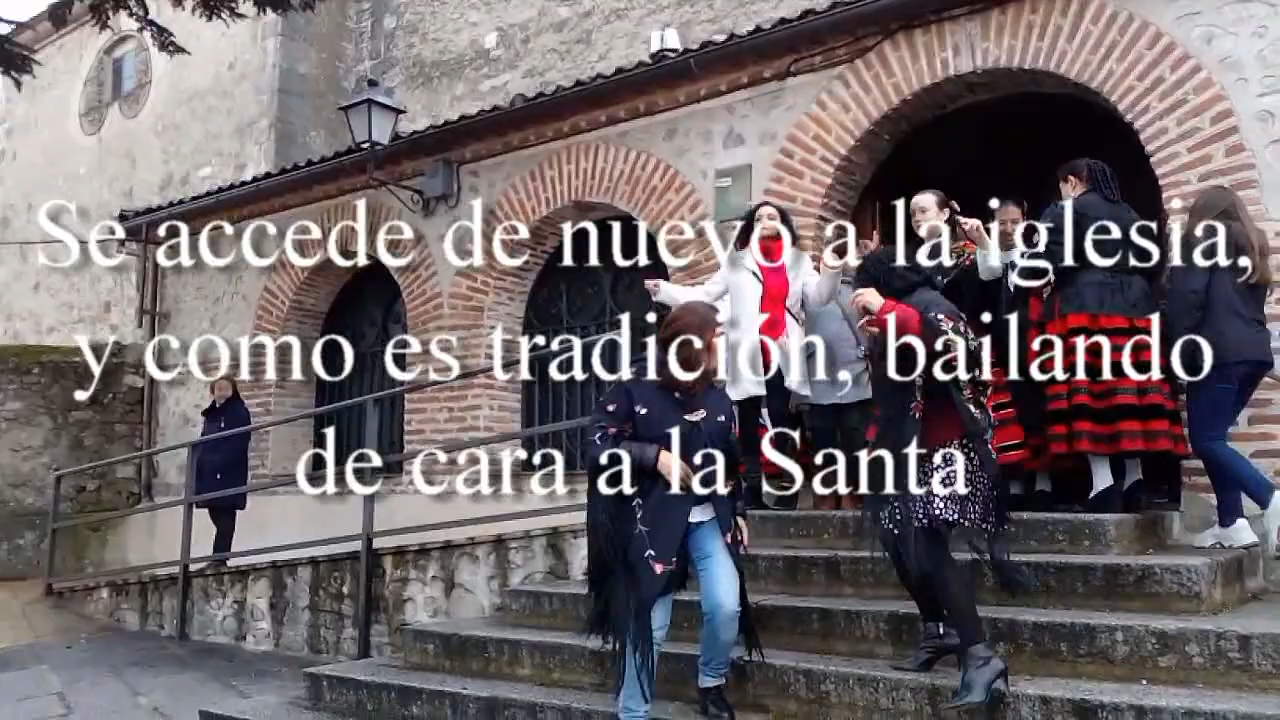 Se accede de nuevo a la iglesia,
y como es tradición, bailando
de cara a la Santa